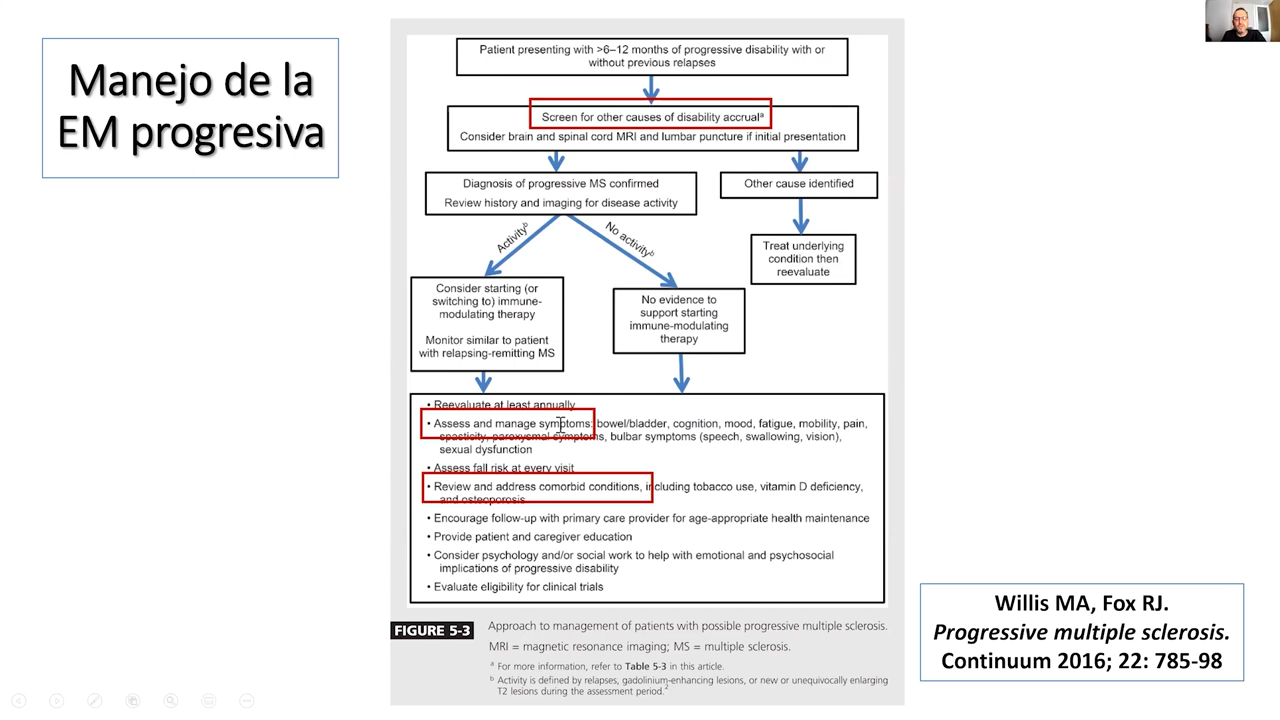 Manejo de la
EM progresiva
Patient presenting with >6–12 months of progressive disability with or
without previous relapses
Screen for other causes of disability accrualᵃ
Consider brain and spinal cord MRI and lumbar puncture if initial presentation
Diagnosis of progressive MS confirmed
Review history and imaging for disease activity
Other cause identified
Activityᵇ
No activityᵇ
Treat underlying
condition then
reevaluate
Consider starting (or
switching to) immune-
modulating therapy
Monitor similar to patient
with relapsing-remitting MS
No evidence to
support starting
immune-modulating
therapy
• Reevaluate at least annually
• Assess and manage symptoms: bowel/bladder, cognition, mood, fatigue, mobility, pain,
spasticity, paroxysmal symptoms, bulbar symptoms (speech, swallowing, vision),
sexual dysfunction
• Assess fall risk at every visit
• Review and address comorbid conditions, including tobacco use, vitamin D deficiency,
and osteoporosis
• Encourage follow-up with primary care provider for age-appropriate health maintenance
• Provide patient and caregiver education
• Consider psychology and/or social work to help with emotional and psychosocial
implications of progressive disability
• Evaluate eligibility for clinical trials
FIGURE 5-3
Approach to management of patients with possible progressive multiple sclerosis.
MRI = magnetic resonance imaging; MS = multiple sclerosis.
ᵃ For more information, refer to Table 5-3 in this article.
ᵇ Activity is defined by relapses, gadolinium-enhancing lesions, or new or unequivocally enlarging
T2 lesions during the assessment period.²
Willis MA, Fox RJ.
Progressive multiple sclerosis.
Continuum 2016; 22: 785-98